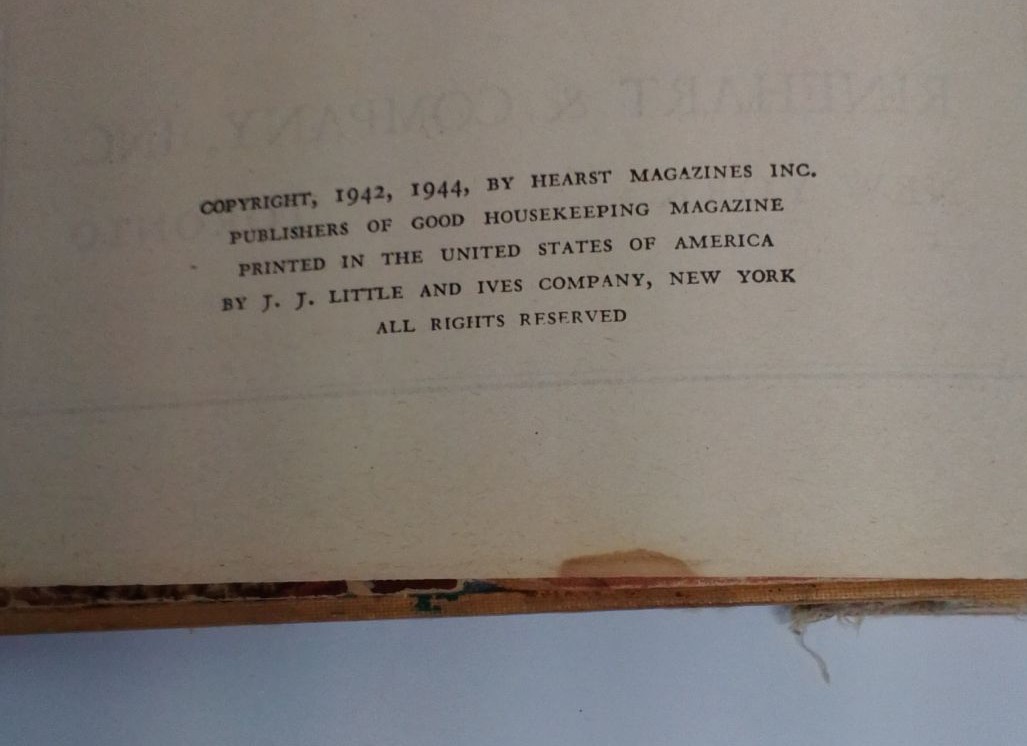 COPYRIGHT, 1942, 1944, BY HEARST MAGAZINES INC.
PUBLISHERS OF GOOD HOUSEKEEPING MAGAZINE
PRINTED IN THE UNITED STATES OF AMERICA
BY J. J. LITTLE AND IVES COMPANY, NEW YORK
ALL RIGHTS RESERVED